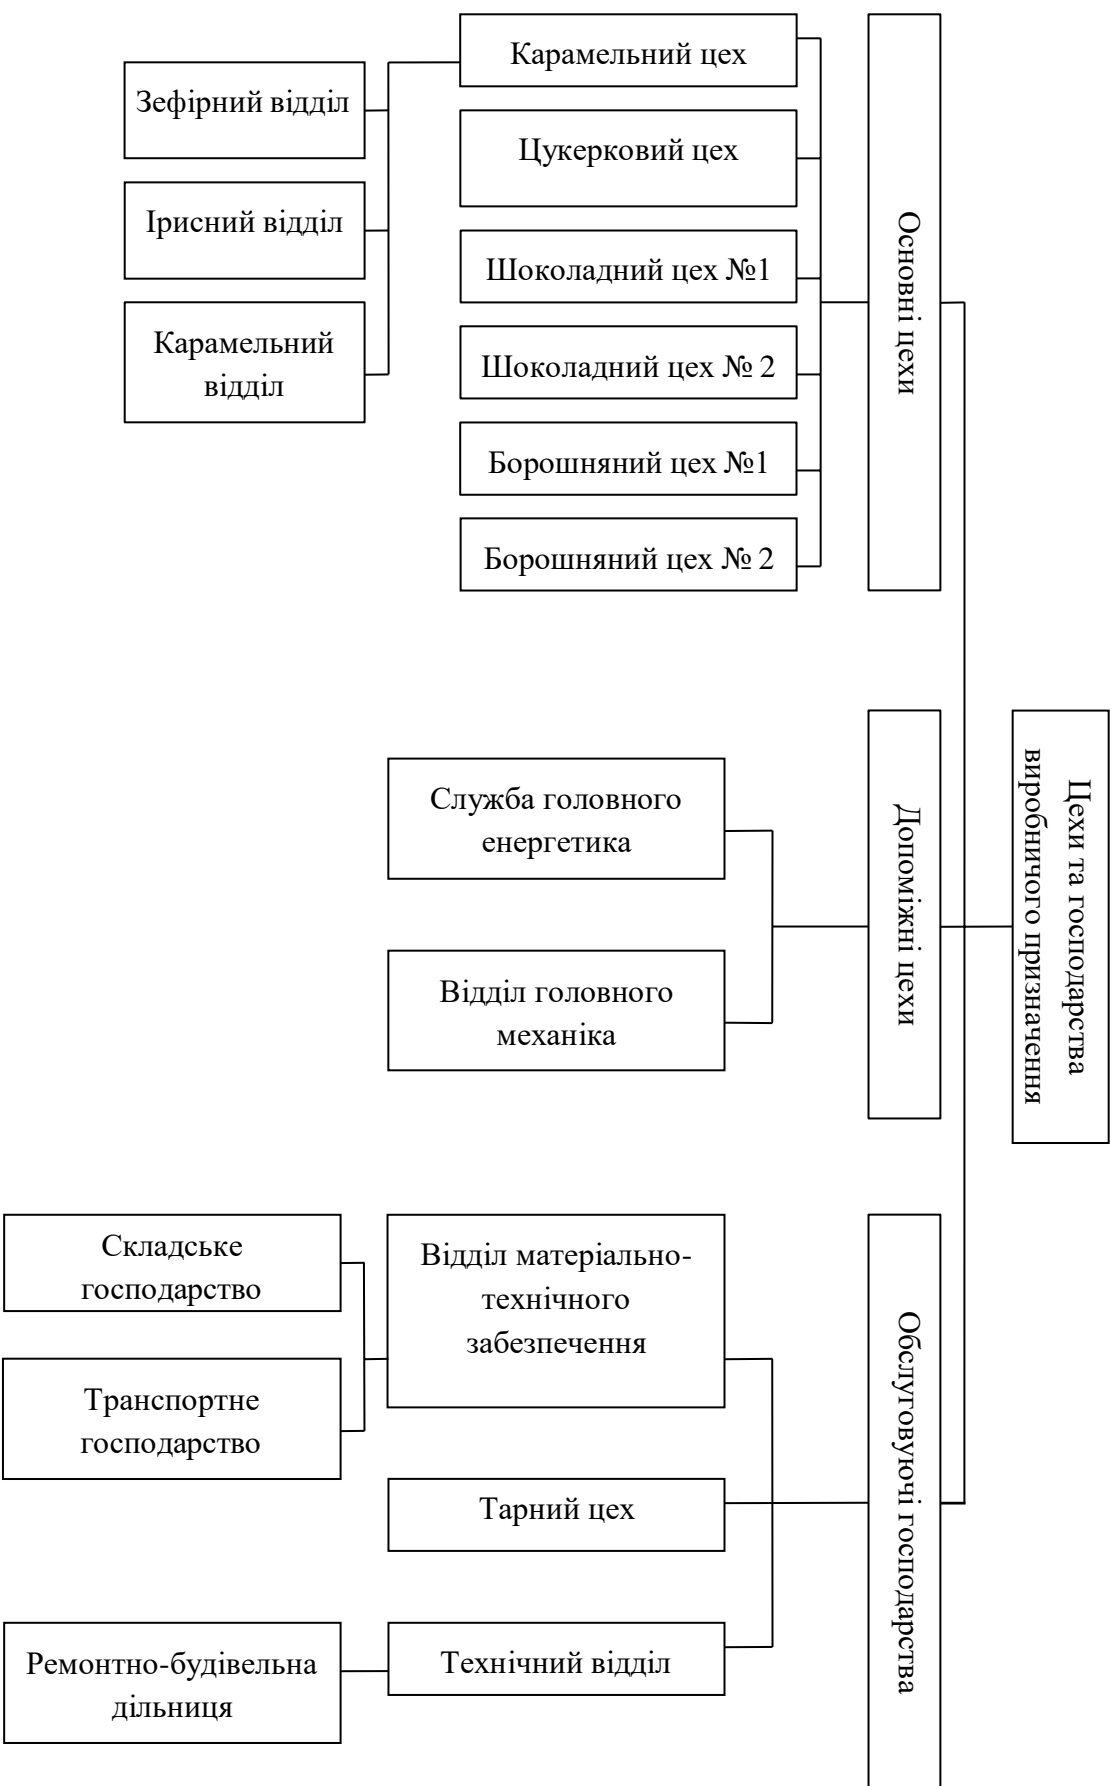 Карамельний цех
Зефірний відділ
Цукерковий цех
Ірисний відділ
Шоколадний цех №1
Карамельний
відділ
Шоколадний цех № 2
Борошняний цех №1
Борошняний цех № 2
Основні цехи
Служба головного
енергетика
Відділ головного
механіка
Допоміжні цехи
Цехи та господарства
виробничого призначення
Складське
господарство
Відділ матеріально-
технічного
забезпечення
Транспортне
господарство
Тарний цех
Ремонтно-будівельна
дільниця
Технічний відділ
Обслуговуючі господарства